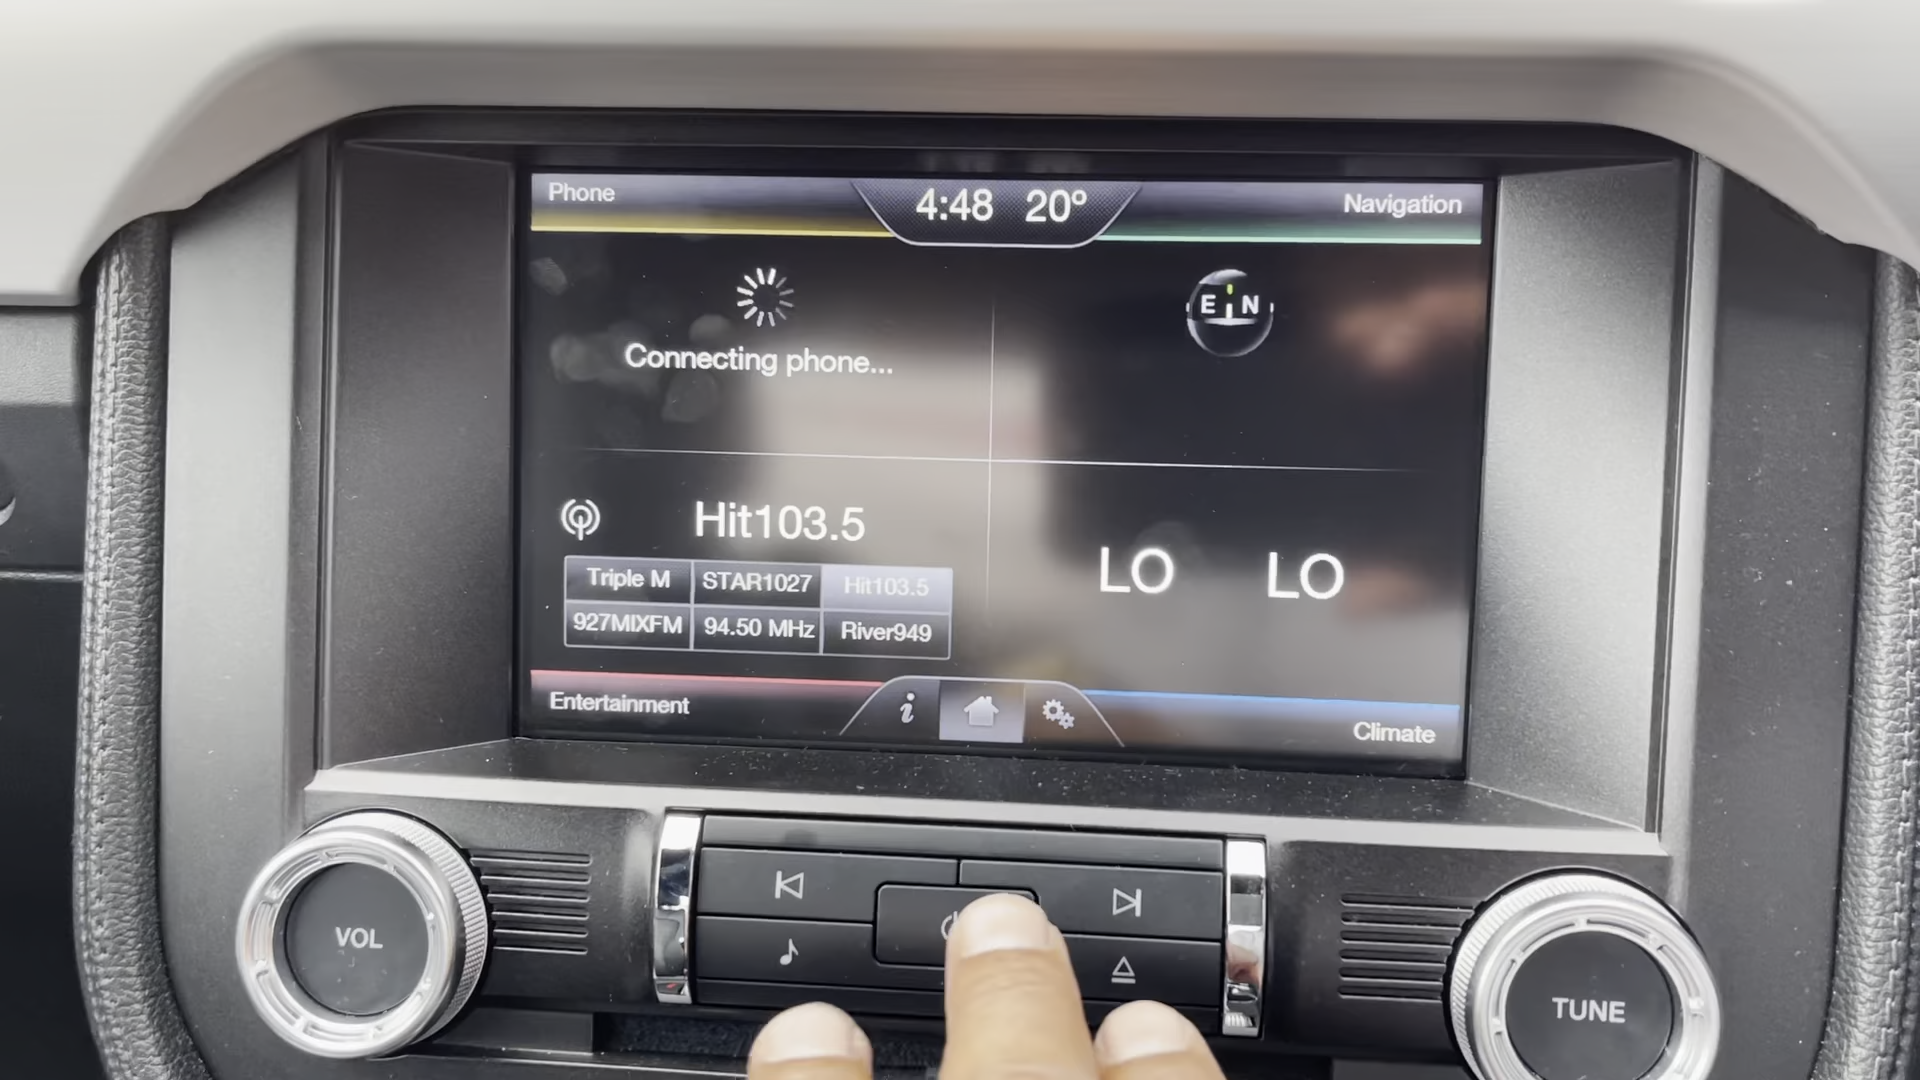 Phone
4:48 20°
Navigation
Connecting phone...
E N
Hit103.5
Triple M STAR1027 Hit103.5
927MIXFM 94.50 MHz River949
LO LO
Entertainment
i
Climate
VOL
TUNE